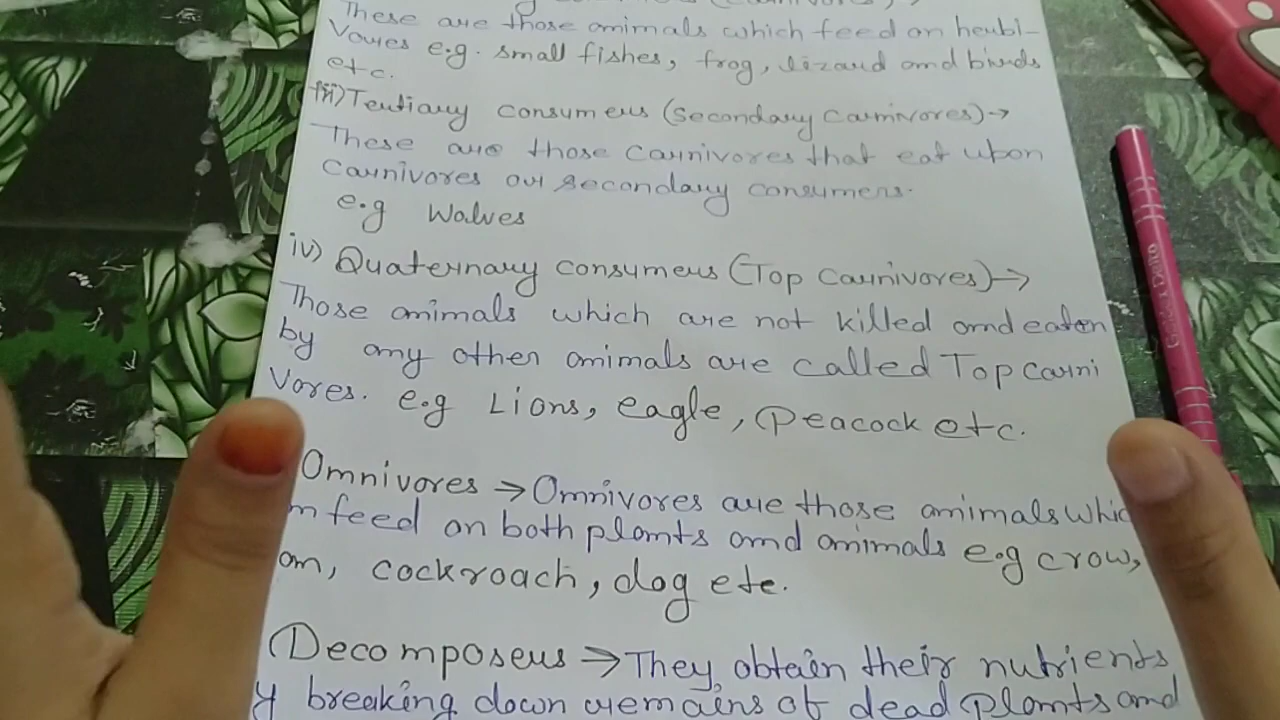 These are those animals which feed on herbi-
vores e.g. small fishes, frog, lizard and birds
etc.
iii) Tertiary consumers (Secondary Carnivores) →
These are those Carnivores that eat upon
Carnivores or secondary consumers.
e.g Walves
iv) Quaternary consumers (Top Carnivores) →
Those animals which are not killed and eaten
by any other animals are called Top carni
vores. e.g Lions, eagle, Peacock etc.
Omnivores → Omnivores are those animals whic
feed on both plants and animals e.g crow,
cockroach, dog etc.
Decomposers → They obtain their nutrients
y breaking down remains of dead plants and